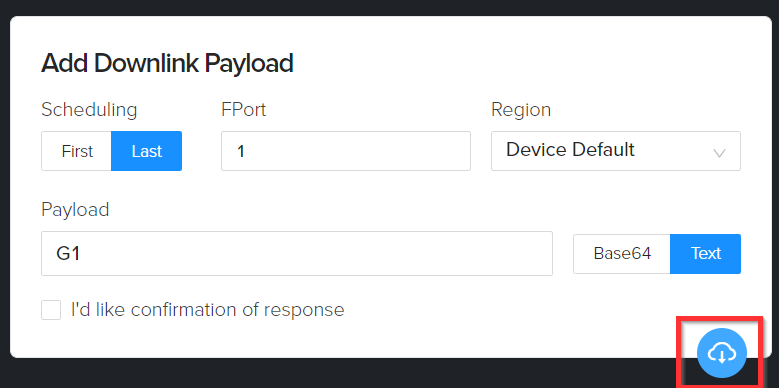 Add Downlink Payload
Scheduling FPort Region
First Last 1 Device Default
Payload
G1 Base64 Text
I'd like confirmation of response